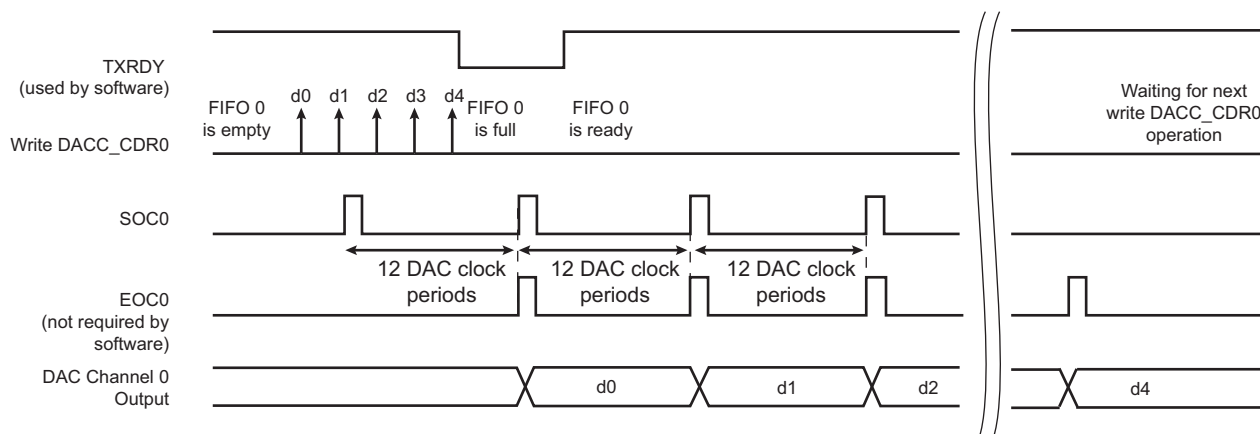 TXRDY
(used by software)
FIFO 0
is empty
d0
d1
d2
d3
d4
FIFO 0
is full
FIFO 0
is ready
Waiting for next
write DACC_CDR0
operation
Write DACC_CDR0
SOC0
12 DAC clock
periods
12 DAC clock
periods
12 DAC clock
periods
EOC0
(not required by
software)
DAC Channel 0
Output
d0
d1
d2
d4